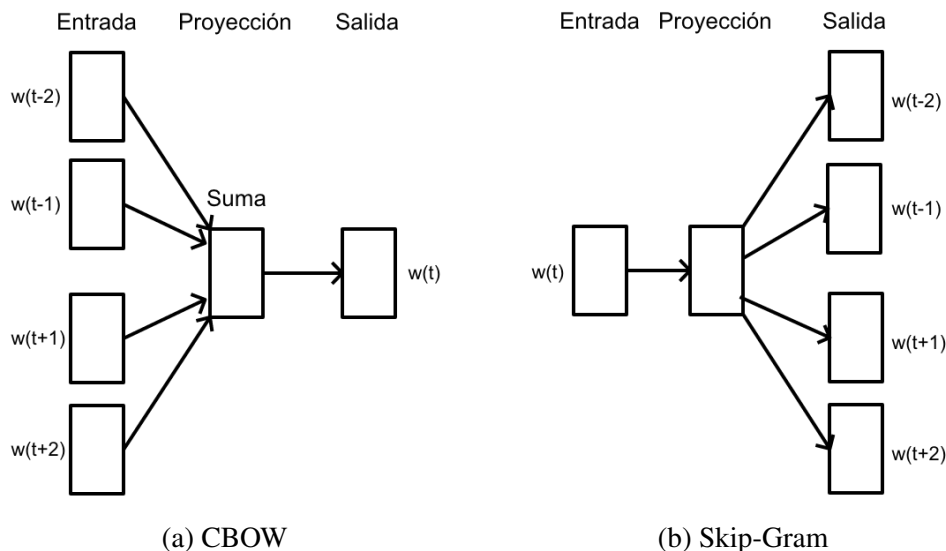 Entrada Proyección Salida
w(t-2)
w(t-1)
Suma
w(t)
w(t+1)
w(t+2)
(a) CBOW
Entrada Proyección Salida
w(t-2)
w(t-1)
w(t)
w(t+1)
w(t+2)
(b) Skip-Gram